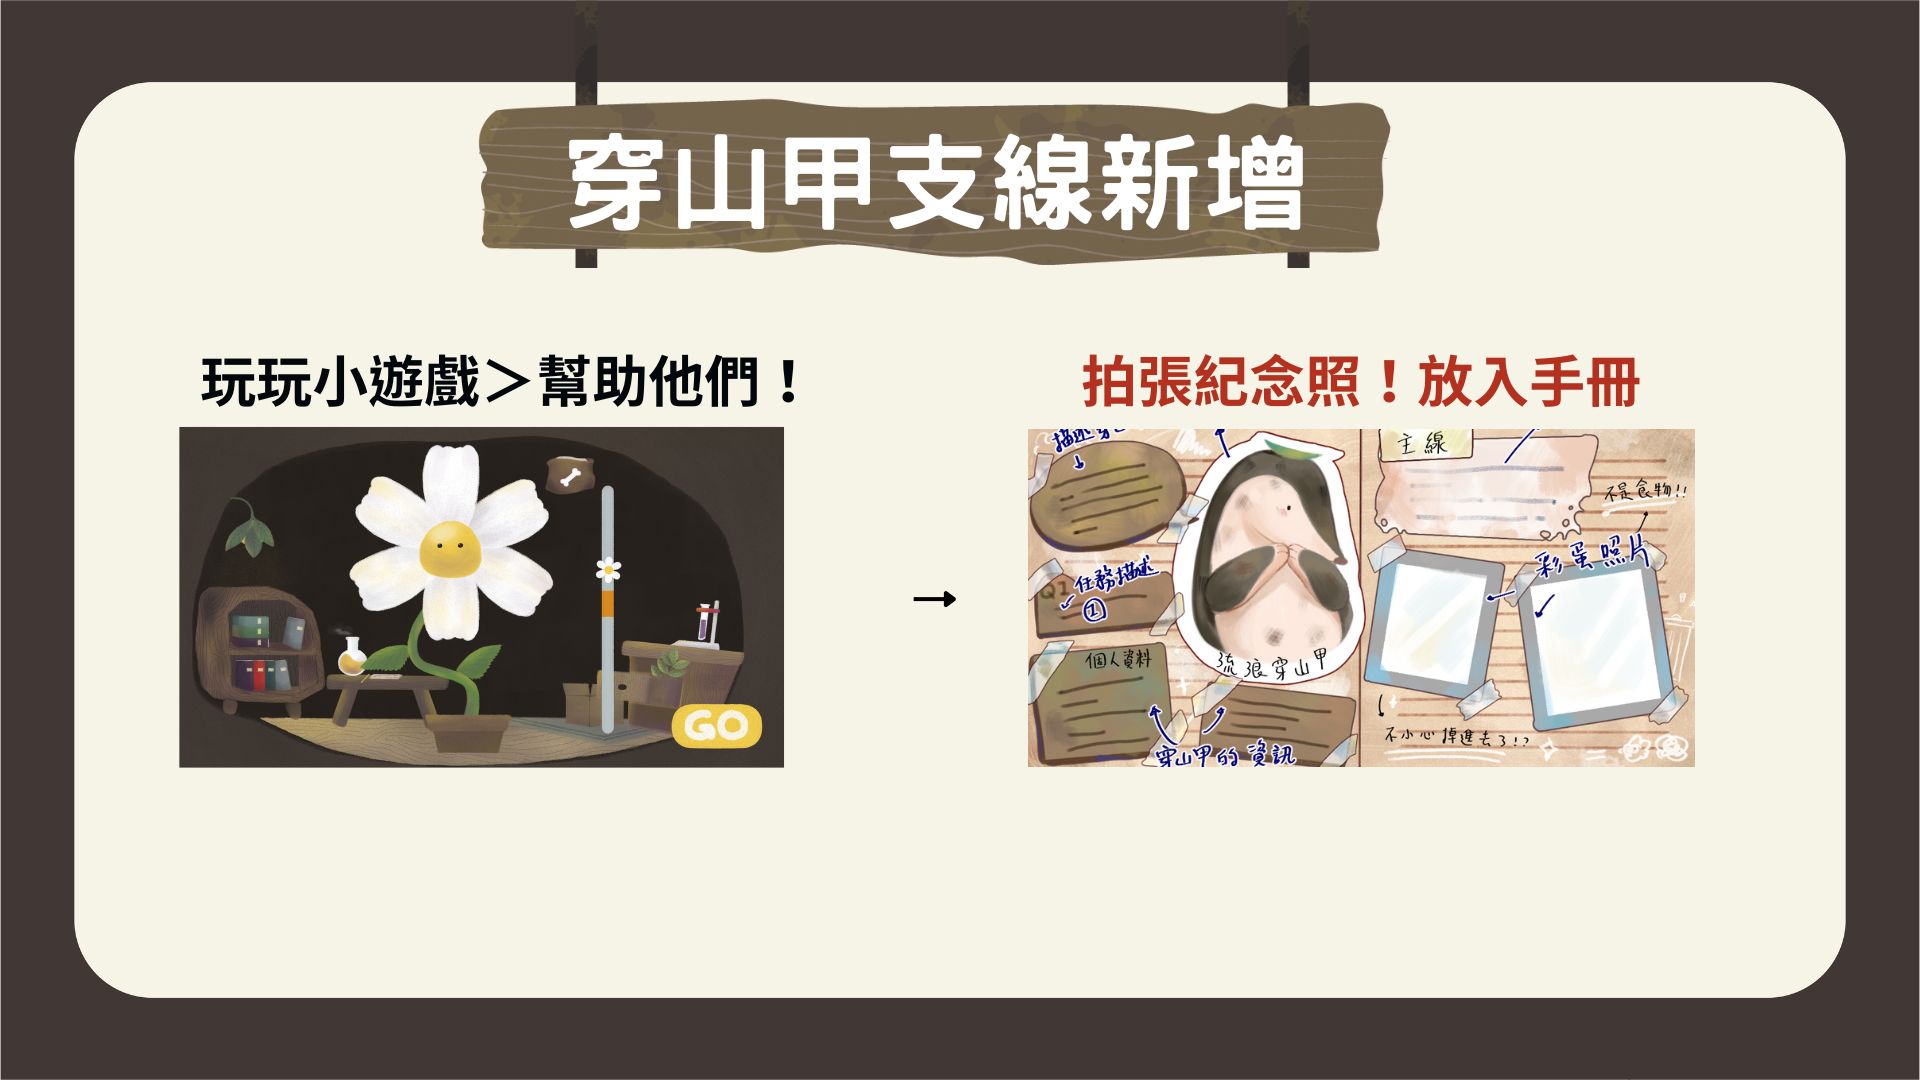 穿山甲支線新增
玩玩小遊戲＞幫助他們！
GO
→
拍張紀念照！放入手冊
任務描述
Q1
①
個人資料
流浪穿山甲
穿山甲的資訊
主線
不是食物!!
彩蛋照片
不小心掉進去了!?